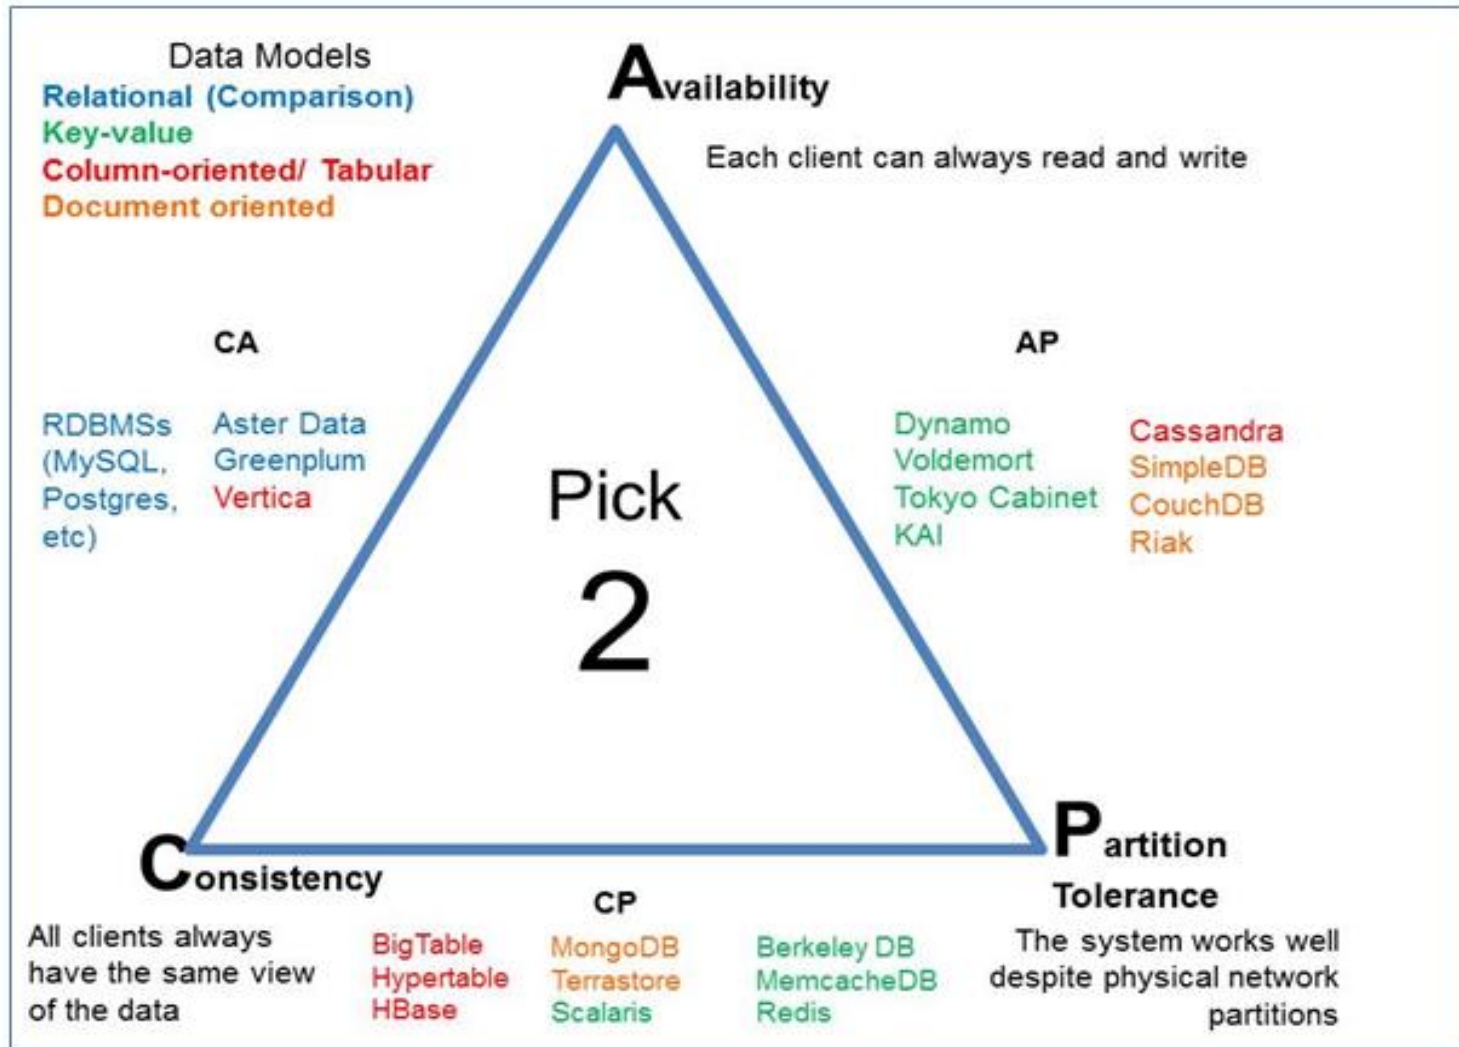 Data Models
Relational (Comparison)
Key-value
Column-oriented/ Tabular
Document oriented
Availability
Each client can always read and write
CA
RDBMSs
(MySQL,
Postgres,
etc)
Aster Data
Greenplum
Vertica
Pick
2
AP
Dynamo
Voldemort
Tokyo Cabinet
KAI
Cassandra
SimpleDB
CouchDB
Riak
Consistency
All clients always
have the same view
of the data
CP
BigTable
Hypertable
HBase
MongoDB
Terrastore
Scalaris
Berkeley DB
MemcacheDB
Redis
Partition
Tolerance
The system works well
despite physical network
partitions